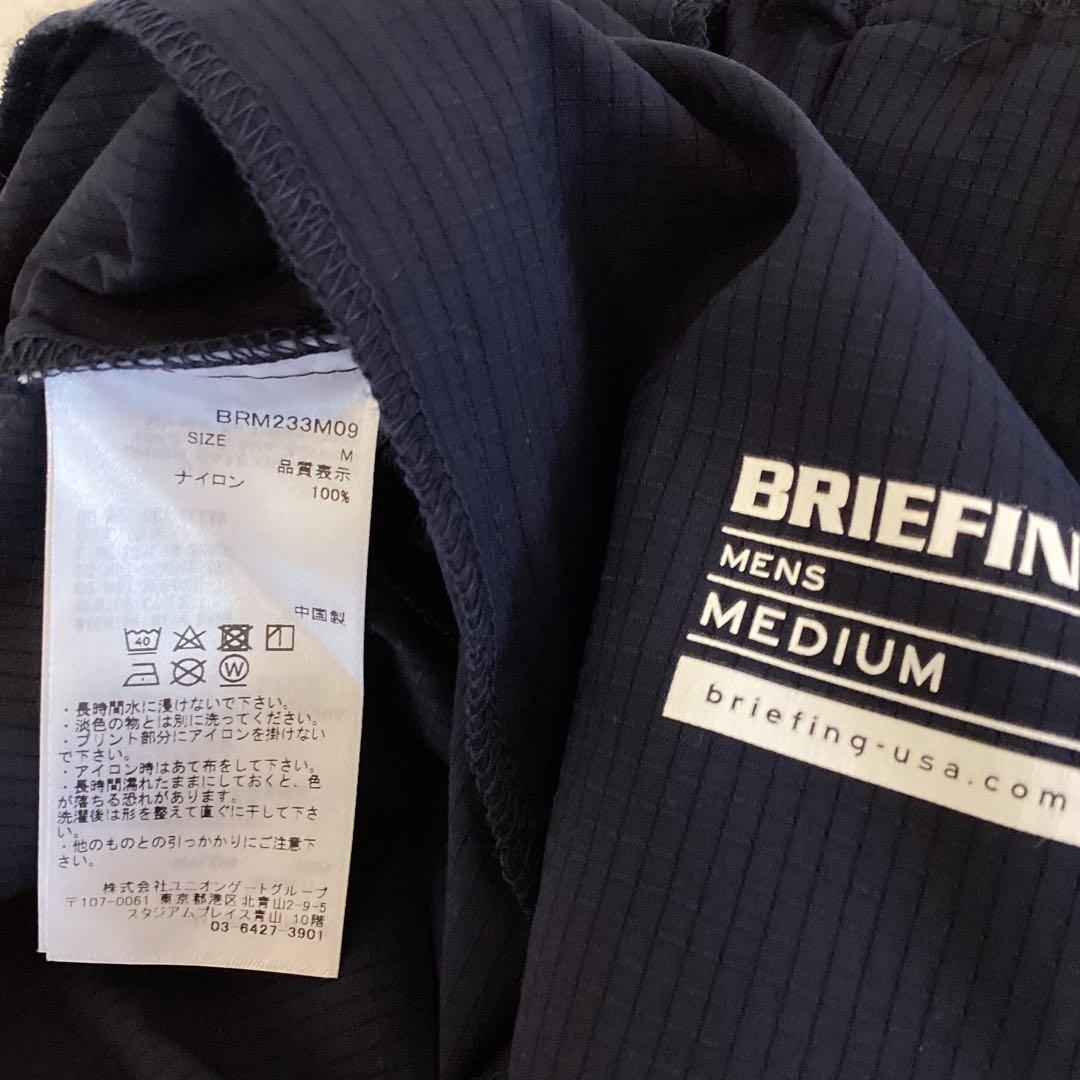 BRM233M09
SIZE M
品質表示
ナイロン 100%
中国製
40
W
・長時間水に浸けないで下さい。
・淡色の物とは別に洗ってください。
・プリント部分にアイロンを掛けない
で下さい。
・アイロン時はあて布をして下さい。
・長時間濡れたままにしておくと、色
が落ちる恐れがあります。
洗濯後は形を整えて直ぐに干して下さ
い。
・他のものとの引っかかりにご注意下
さい。
株式会社ユニオンゲートグループ
〒107-0061 東京都港区北青山2-9-5
スタジアムプレイス青山 10階
03-6427-3901
BRIEFIN
MENS
MEDIUM
briefing-usa.com